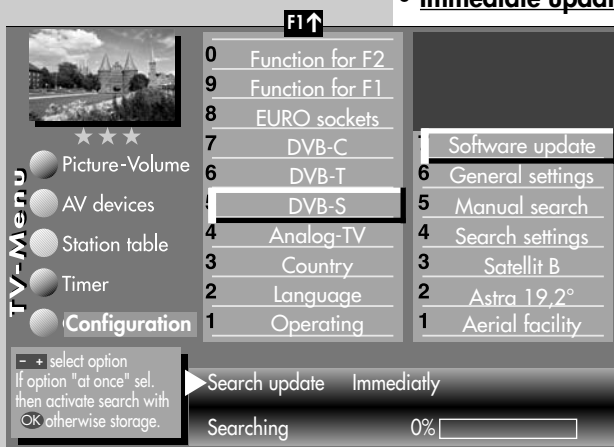 • Immediate updat
F1↑
TV-Menu
Picture-Volume
AV devices
Station table
Timer
Configuration
0 Function for F2
9 Function for F1
8 EURO sockets
7 DVB-C
6 DVB-T
5 DVB-S
4 Analog-TV
3 Country
2 Language
1 Operating
Software update
6 General settings
5 Manual search
4 Search settings
3 Satellit B
2 Astra 19,2°
1 Aerial facility
- + select option
If option "at once" sel.
then activate search with
OK otherwise storage.
Search update Immediatly
Searching 0%